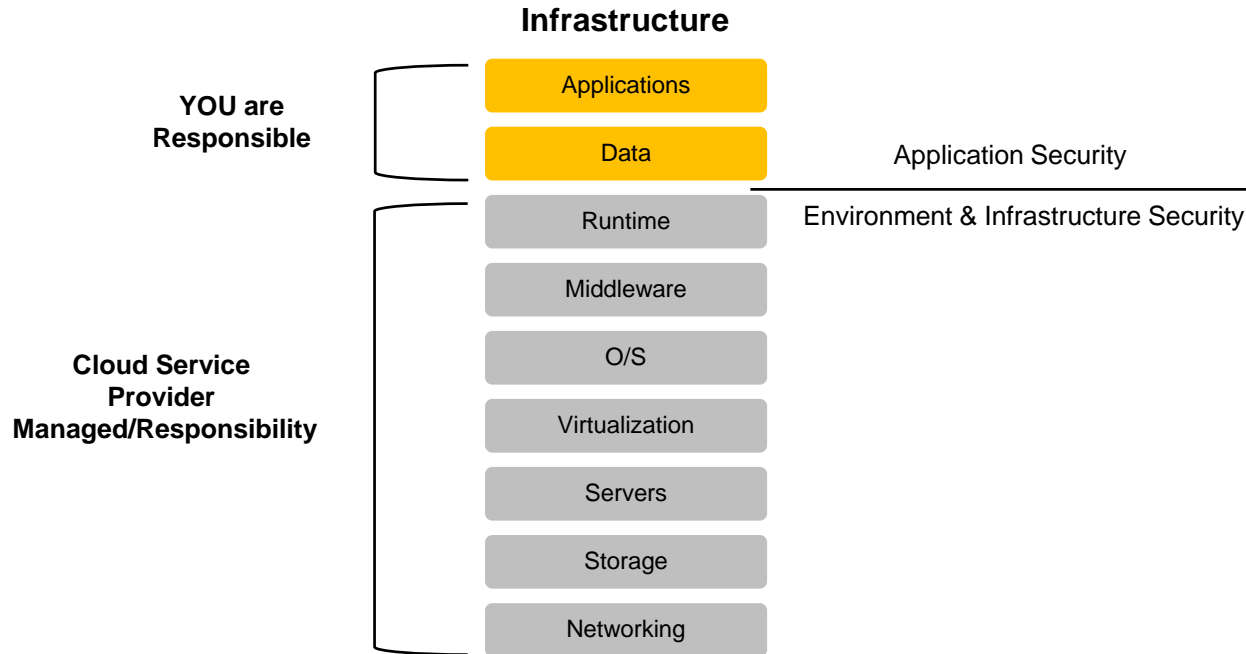 Infrastructure
Applications
YOU are
Responsible
Data
Application Security
Runtime
Environment & Infrastructure Security
Middleware
O/S
Cloud Service
Provider
Managed/Responsibility
Virtualization
Servers
Storage
Networking